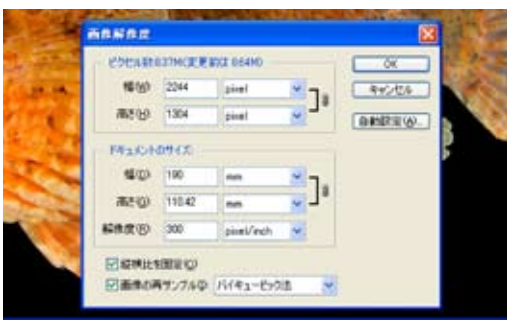 画像解像度
ピクセル数:8.37M(変更前は 8.64M)
幅(W): 2244 pixel
高さ(H): 1304 pixel
ドキュメントのサイズ:
幅(D): 190 mm
高さ(G): 110.42 mm
解像度(R): 300 pixel/inch
縦横比を固定(C)
画像の再サンプル(I): バイキュービック法
OK
キャンセル
自動設定(A)...